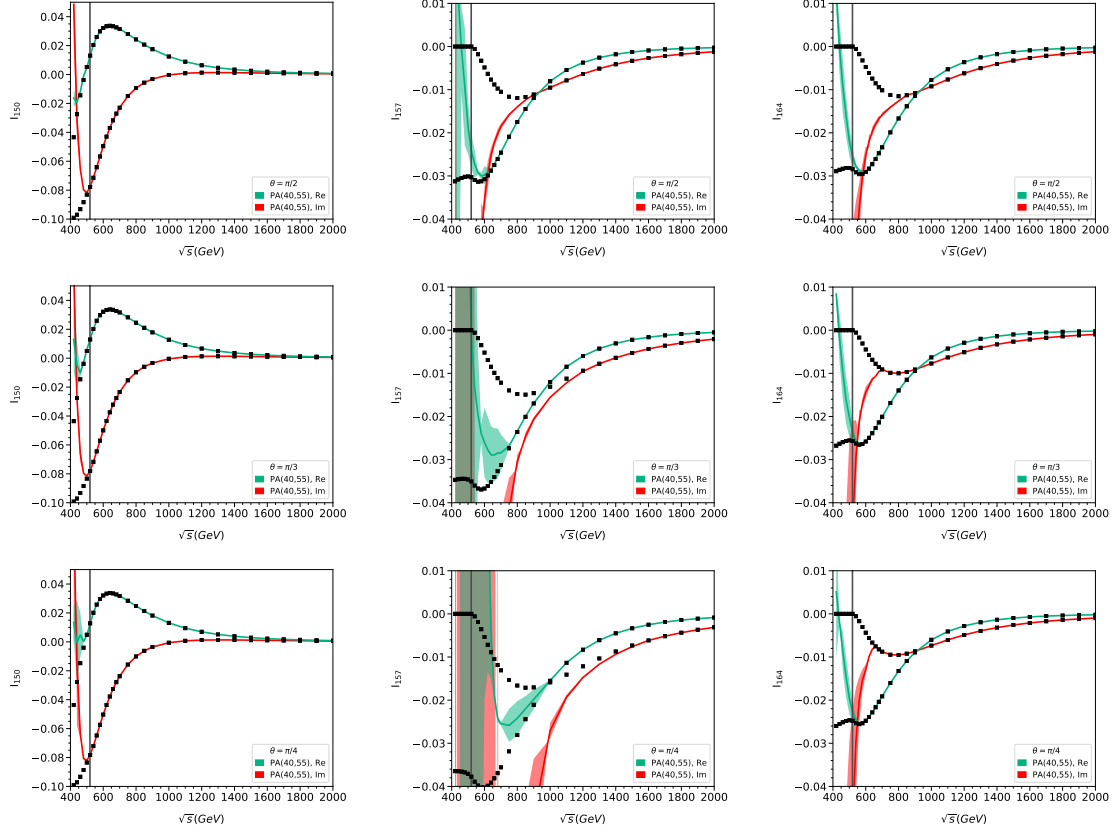 0.04
0.02
0.00
−0.02
−0.04
−0.06
−0.08
−0.10
I150
400 600 800 1000 1200 1400 1600 1800 2000
√s(GeV)
θ = π/2
PA(40,55), Re
PA(40,55), Im
0.01
0.00
−0.01
−0.02
−0.03
−0.04
I157
400 600 800 1000 1200 1400 1600 1800 2000
√s(GeV)
θ = π/2
PA(40,55), Re
PA(40,55), Im
0.01
0.00
−0.01
−0.02
−0.03
−0.04
I164
400 600 800 1000 1200 1400 1600 1800 2000
√s(GeV)
θ = π/2
PA(40,55), Re
PA(40,55), Im
0.04
0.02
0.00
−0.02
−0.04
−0.06
−0.08
−0.10
I150
400 600 800 1000 1200 1400 1600 1800 2000
√s(GeV)
θ = π/3
PA(40,55), Re
PA(40,55), Im
0.01
0.00
−0.01
−0.02
−0.03
−0.04
I157
400 600 800 1000 1200 1400 1600 1800 2000
√s(GeV)
θ = π/3
PA(40,55), Re
PA(40,55), Im
0.01
0.00
−0.01
−0.02
−0.03
−0.04
I164
400 600 800 1000 1200 1400 1600 1800 2000
√s(GeV)
θ = π/3
PA(40,55), Re
PA(40,55), Im
0.04
0.02
0.00
−0.02
−0.04
−0.06
−0.08
−0.10
I150
400 600 800 1000 1200 1400 1600 1800 2000
√s(GeV)
θ = π/4
PA(40,55), Re
PA(40,55), Im
0.01
0.00
−0.01
−0.02
−0.03
−0.04
I157
400 600 800 1000 1200 1400 1600 1800 2000
√s(GeV)
θ = π/4
PA(40,55), Re
PA(40,55), Im
0.01
0.00
−0.01
−0.02
−0.03
−0.04
I164
400 600 800 1000 1200 1400 1600 1800 2000
√s(GeV)
θ = π/4
PA(40,55), Re
PA(40,55), Im